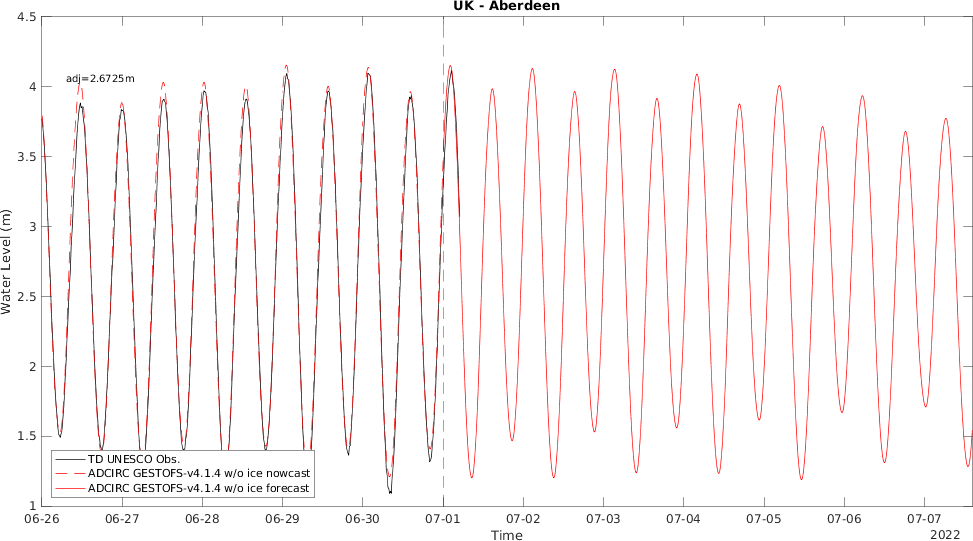 UK - Aberdeen
adj=2.6725m
4.5
4
3.5
3
2.5
2
1.5
1
Water Level (m)
TD UNESCO Obs.
ADCIRC GESTOFS-v4.1.4 w/o ice nowcast
ADCIRC GESTOFS-v4.1.4 w/o ice forecast
06-26 06-27 06-28 06-29 06-30 07-01 07-02 07-03 07-04 07-05 07-06 07-07
2022
Time